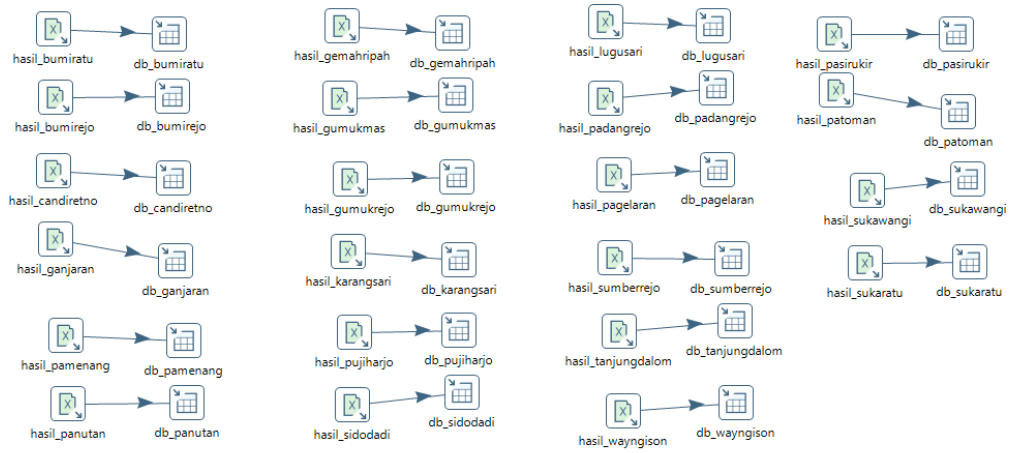 hasil_bumiratu
db_bumiratu
hasil_bumirejo
db_bumirejo
hasil_candiretno
db_candiretno
hasil_ganjaran
db_ganjaran
hasil_pamenang
db_pamenang
hasil_panutan
db_panutan
hasil_gemahripah
db_gemahripah
hasil_gumukmas
db_gumukmas
hasil_gumukrejo
db_gumukrejo
hasil_karangsari
db_karangsari
hasil_pujiharjo
db_pujiharjo
hasil_sidodadi
db_sidodadi
hasil_lugusari
db_lugusari
hasil_padangrejo
db_padangrejo
hasil_pagelaran
db_pagelaran
hasil_sumberrejo
db_sumberrejo
hasil_tanjungdalom
db_tanjungdalom
hasil_wayngison
db_wayngison
hasil_pasirukir
db_pasirukir
hasil_patoman
db_patoman
hasil_sukawangi
db_sukawangi
hasil_sukaratu
db_sukaratu